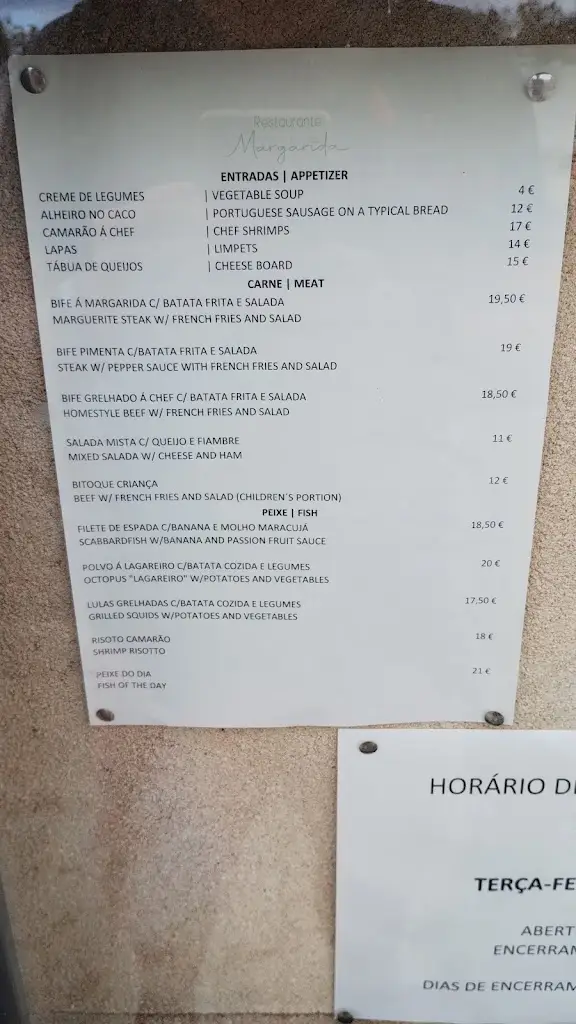 Restaurante
Margarida
ENTRADAS | APPETIZER
CREME DE LEGUMES | VEGETABLE SOUP 4 €
ALHEIRO NO CACO | PORTUGUESE SAUSAGE ON A TYPICAL BREAD 12 €
CAMARÃO Á CHEF | CHEF SHRIMPS 17 €
LAPAS | LIMPETS 14 €
TÁBUA DE QUEIJOS | CHEESE BOARD 15 €
CARNE | MEAT
BIFE Á MARGARIDA C/ BATATA FRITA E SALADA 19,50 €
MARGUERITE STEAK W/ FRENCH FRIES AND SALAD
BIFE PIMENTA C/BATATA FRITA E SALADA 19 €
STEAK W/ PEPPER SAUCE WITH FRENCH FRIES AND SALAD
BIFE GRELHADO Á CHEF C/ BATATA FRITA E SALADA 18,50 €
HOMESTYLE BEEF W/ FRENCH FRIES AND SALAD
SALADA MISTA C/ QUEIJO E FIAMBRE 11 €
MIXED SALADA W/ CHEESE AND HAM
BITOQUE CRIANÇA 12 €
BEEF W/ FRENCH FRIES AND SALAD (CHILDREN´S PORTION)
PEIXE | FISH
FILETE DE ESPADA C/BANANA E MOLHO MARACUJÁ 18,50 €
SCABBARDFISH W/BANANA AND PASSION FRUIT SAUCE
POLVO Á LAGAREIRO C/BATATA COZIDA E LEGUMES 20 €
OCTOPUS "LAGAREIRO" W/POTATOES AND VEGETABLES
LULAS GRELHADAS C/BATATA COZIDA E LEGUMES 17,50 €
GRILLED SQUIDS W/POTATOES AND VEGETABLES
RISOTO CAMARÃO 18 €
SHRIMP RISOTTO
PEIXE DO DIA 21 €
FISH OF THE DAY
HORÁRIO D
TERÇA-FE
ABERT
ENCERRAM
DIAS DE ENCERRAM